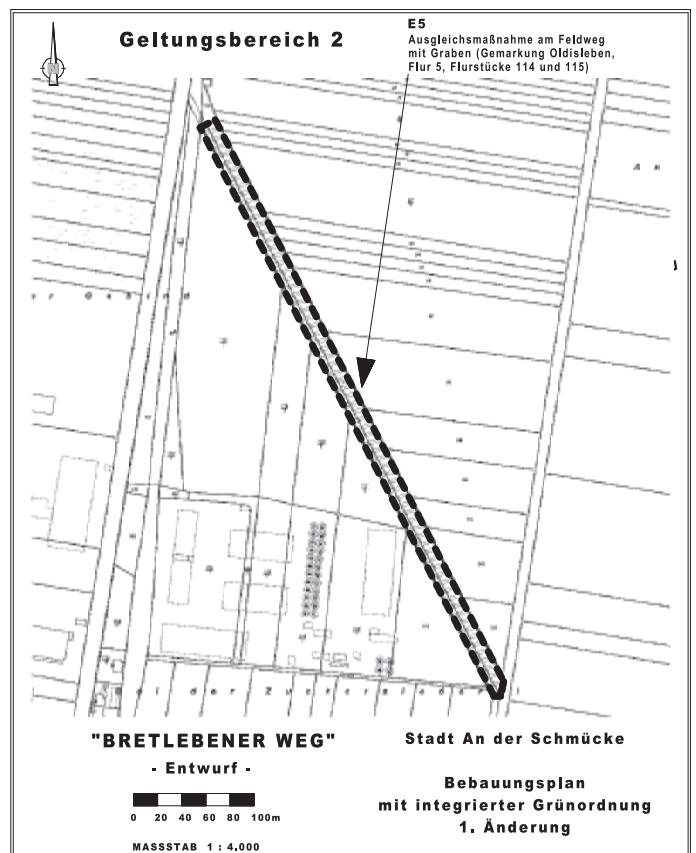 N
Geltungsbereich 2
E5
Ausgleichsmaßnahme am Feldweg
mit Graben (Gemarkung Oldisleben,
Flur 5, Flurstücke 114 und 115)
"BRETLEBENER WEG"
- Entwurf -
0 20 40 60 80 100m
MASSSTAB 1 : 4.000
Stadt An der Schmücke
Bebauungsplan
mit integrierter Grünordnung
1. Änderung